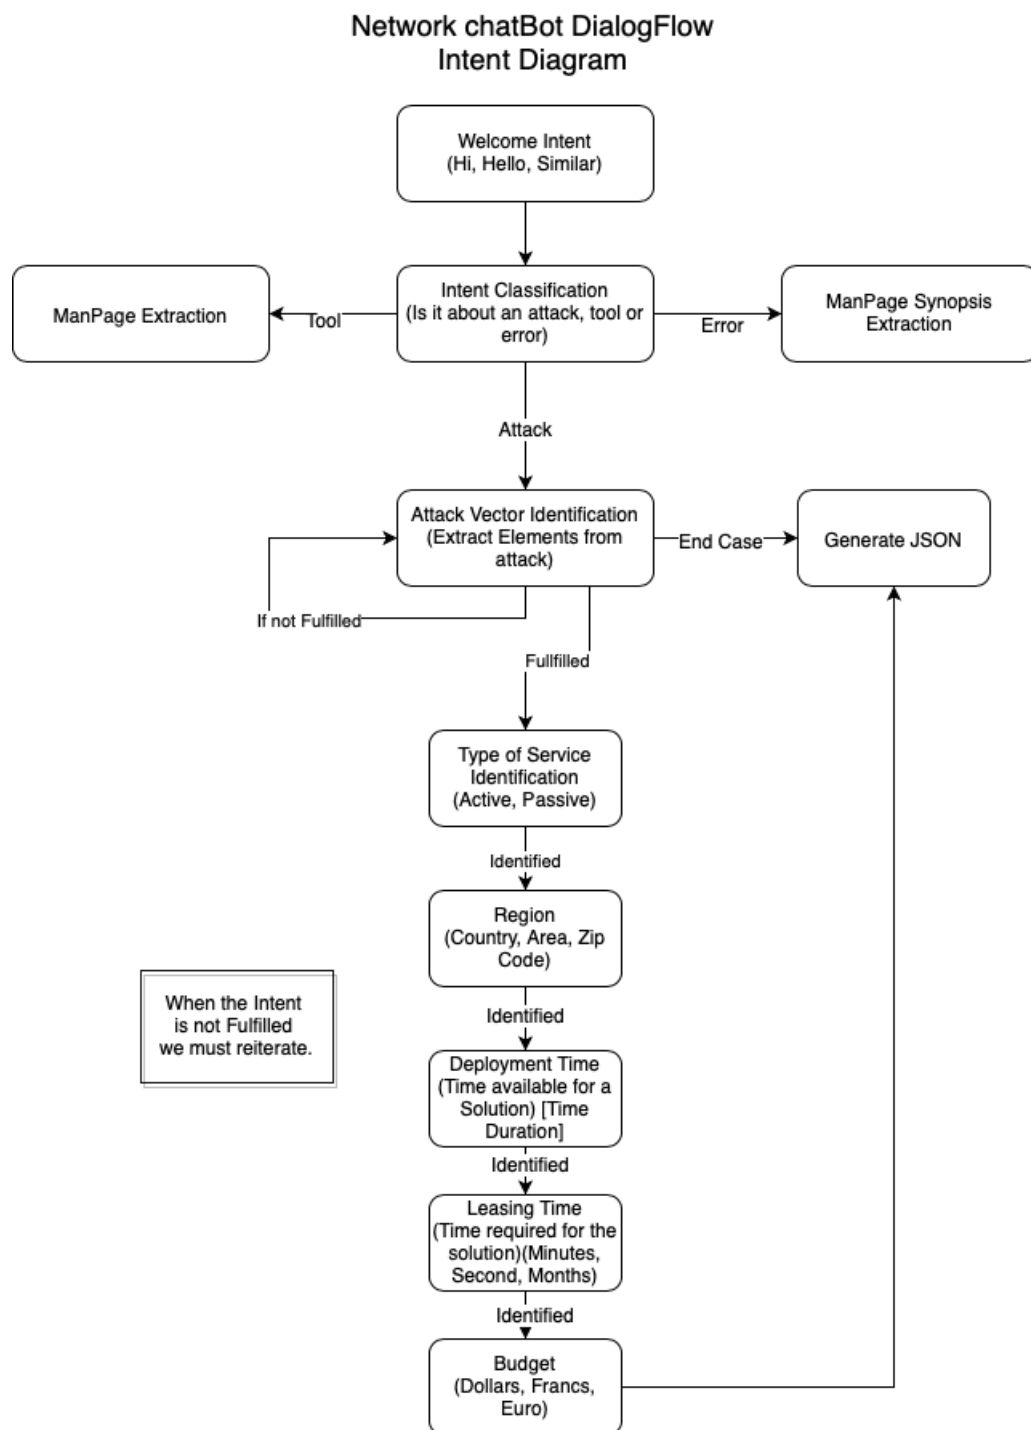 Network chatBot DialogFlow
Intent Diagram
Welcome Intent
(Hi, Hello, Similar)
ManPage Extraction
Tool
Intent Classification
(Is it about an attack, tool or
error)
Error
ManPage Synopsis
Extraction
Attack
Attack Vector Identification
(Extract Elements from
attack)
End Case
Generate JSON
If not Fulfilled
Fullfilled
Type of Service
Identification
(Active, Passive)
Identified
Region
(Country, Area, Zip
Code)
When the Intent
is not Fulfilled
we must reiterate.
Identified
Deployment Time
(Time available for a
Solution) [Time
Duration]
Identified
Leasing Time
(Time required for the
solution)(Minutes,
Second, Months)
Identified
Budget
(Dollars, Francs,
Euro)